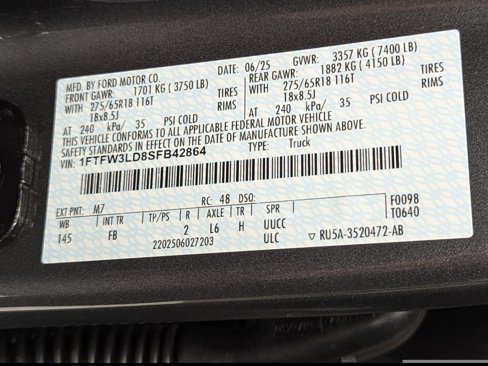 MFD. BY FORD MOTOR CO. DATE: 06/25 GVWR: 3357 KG ( 7400 LB)
FRONT GAWR: 1701 KG ( 3750 LB) REAR GAWR: 1882 KG ( 4150 LB)
WITH 275/65R18 116T TIRES WITH 275/65R18 116T TIRES
18x8.5J RIMS 18x8.5J RIMS
AT 240 kPa/ 35 PSI COLD AT 240 kPa/ 35 PSI COLD
THIS VEHICLE CONFORMS TO ALL APPLICABLE FEDERAL MOTOR VEHICLE
SAFETY STANDARDS IN EFFECT ON THE DATE OF MANUFACTURE SHOWN ABOVE.
VIN: 1FTFW3LD8SFB42864 TYPE: Truck
EXT PNT: M7 RC: 48 DSO: F0098
WB INT TR TP/PS R AXLE TR SPR T0640
145 FB 2 L6 H UUCC
2202506027203 ULC ▽ RU5A-3520472-AB